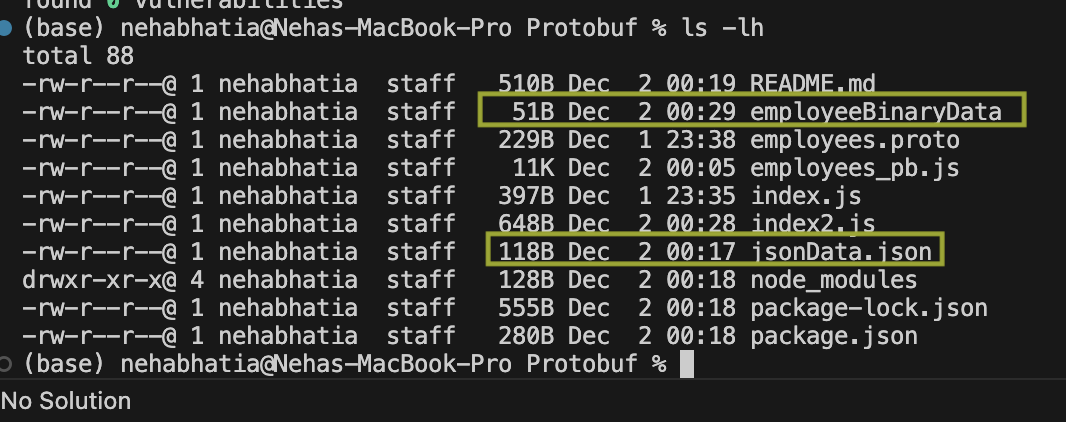 found 0 vulnerabilities
(base) nehabhatia@Nehas-MacBook-Pro Protobuf % ls -lh
total 88
-rw-r--r--@ 1 nehabhatia  staff   510B Dec  2 00:19 README.md
-rw-r--r--@ 1 nehabhatia  staff    51B Dec  2 00:29 employeeBinaryData
-rw-r--r--@ 1 nehabhatia  staff   229B Dec  1 23:38 employees.proto
-rw-r--r--@ 1 nehabhatia  staff    11K Dec  2 00:05 employees_pb.js
-rw-r--r--@ 1 nehabhatia  staff   397B Dec  1 23:35 index.js
-rw-r--r--@ 1 nehabhatia  staff   648B Dec  2 00:28 index2.js
-rw-r--r--@ 1 nehabhatia  staff   118B Dec  2 00:17 jsonData.json
drwxr-xr-x@ 4 nehabhatia  staff   128B Dec  2 00:18 node_modules
-rw-r--r--@ 1 nehabhatia  staff   555B Dec  2 00:18 package-lock.json
-rw-r--r--@ 1 nehabhatia  staff   280B Dec  2 00:18 package.json
(base) nehabhatia@Nehas-MacBook-Pro Protobuf %
No Solution